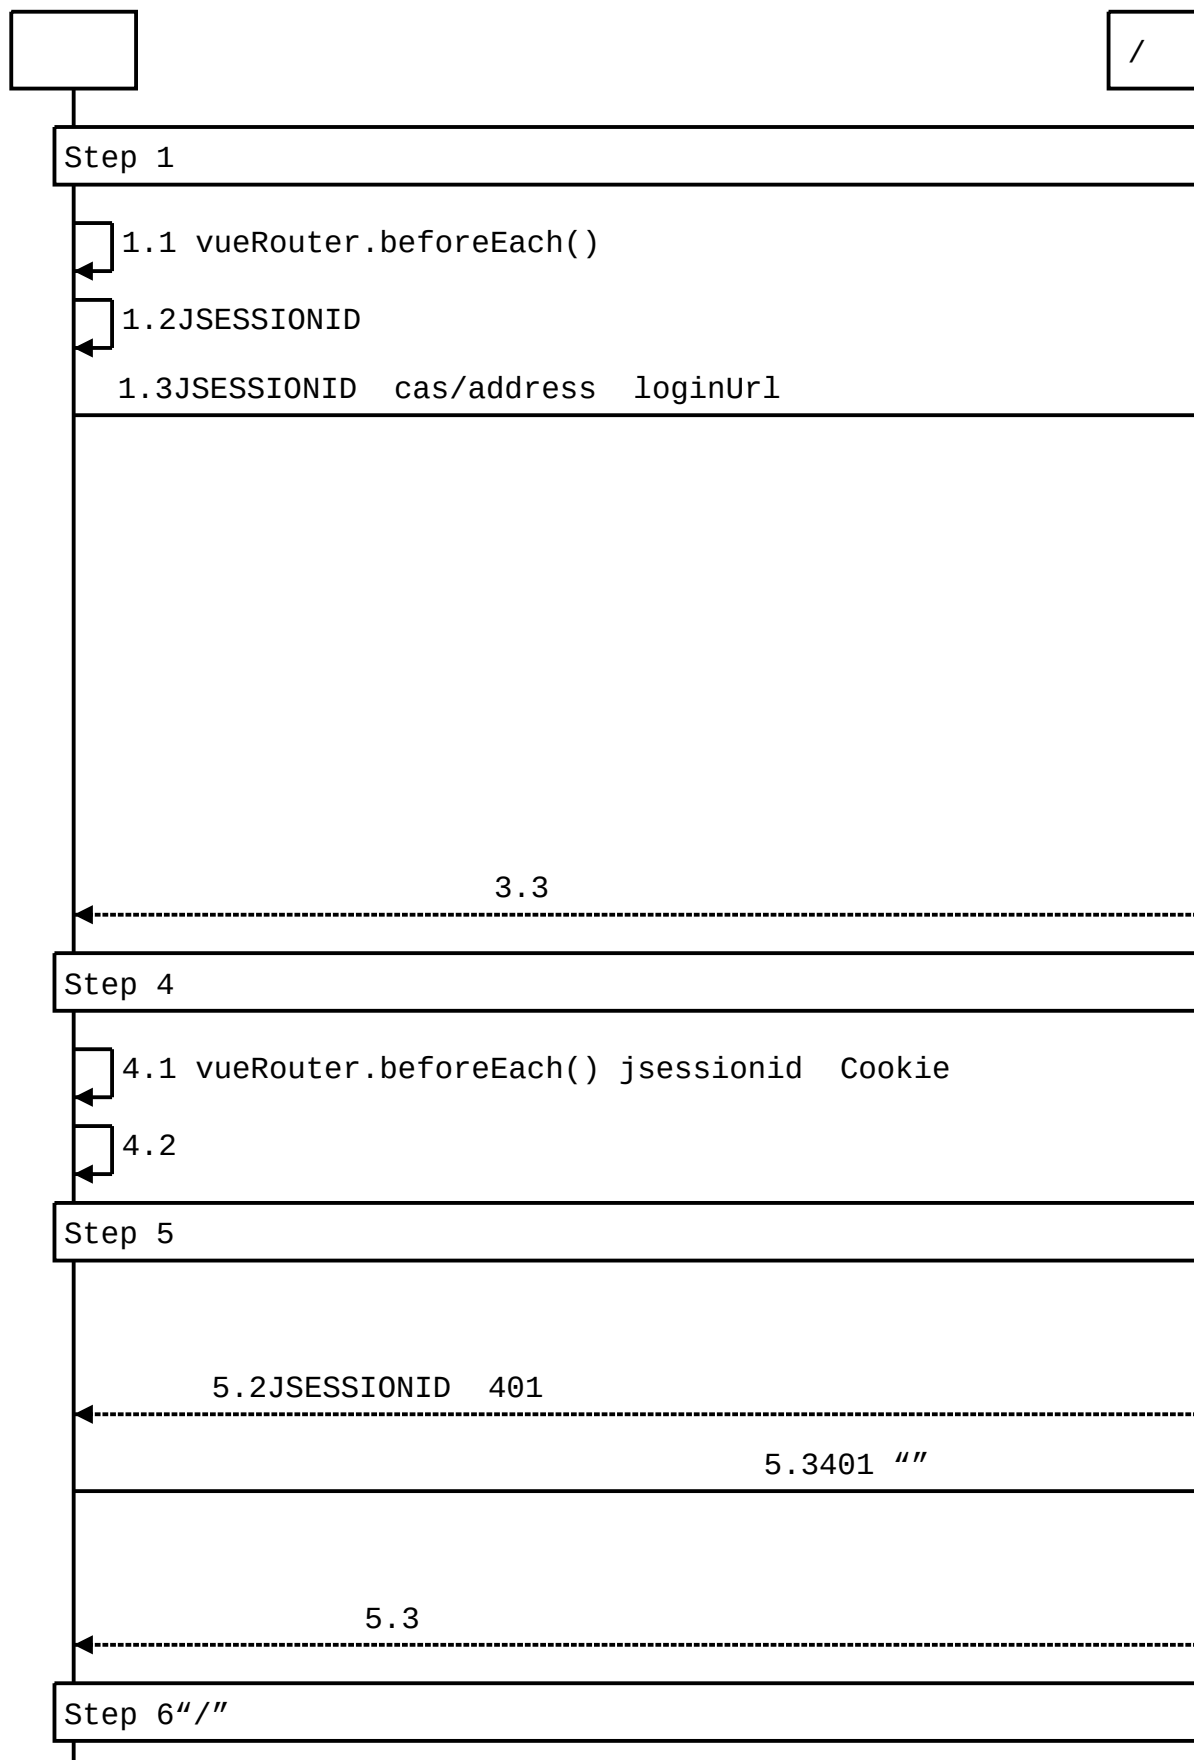 /
Step 1
1.1 vueRouter.beforeEach()
1.2JSESSIONID
1.3JSESSIONID  cas/address  loginUrl
3.3
Step 4
4.1 vueRouter.beforeEach() jsessionid  Cookie
4.2
Step 5
5.2JSESSIONID  401
5.3401 “”
5.3
Step 6“/”